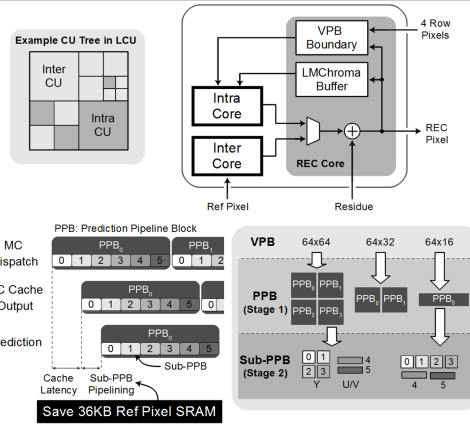 Example CU Tree in LCU
Inter
CU
Intra
CU
VPB
Boundary
LMChroma
Buffer
4 Row
Pixels
Intra
Core
Inter
Core
REC Core
REC
Pixel
Ref Pixel
Residue
PPB: Prediction Pipeline Block
MC
ispatch
PPB0
PPB1
0 1 2 3 4 5 0 1 2
C Cache
Output
PPB0
0 1 2 3 4 5 0
rediction
PPB0
0 1 2 3 4 5
Sub-PPB
Cache
Latency
Sub-PPB
Pipelining
Save 36KB Ref Pixel SRAM
VPB
64x64
64x32
64x16
PPB
(Stage 1)
PPB0 PPB1
PPB2 PPB3
PPB0 PPB1
PPB0
Sub-PPB
(Stage 2)
0 1
2 3
4
5
Y
U/V
0 1 2 3
4 5